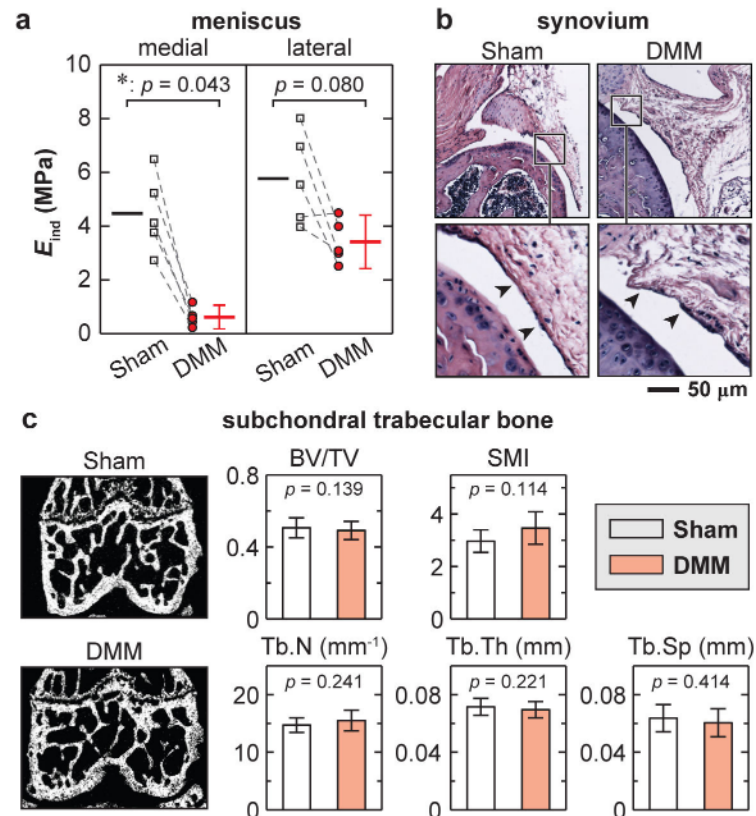 a meniscus
medial lateral
*: p = 0.043
p = 0.080
E_ind (MPa)
10
8
6
4
2
0
Sham DMM Sham DMM
b synovium
Sham DMM
50 µm
c subchondral trabecular bone
Sham
BV/TV
p = 0.139
0.8
0.4
0
SMI
p = 0.114
4
2
0
Sham
DMM
DMM
Tb.N (mm⁻¹)
p = 0.241
20
10
0
Tb.Th (mm)
p = 0.221
0.08
0.04
0
Tb.Sp (mm)
p = 0.414
0.08
0.04
0